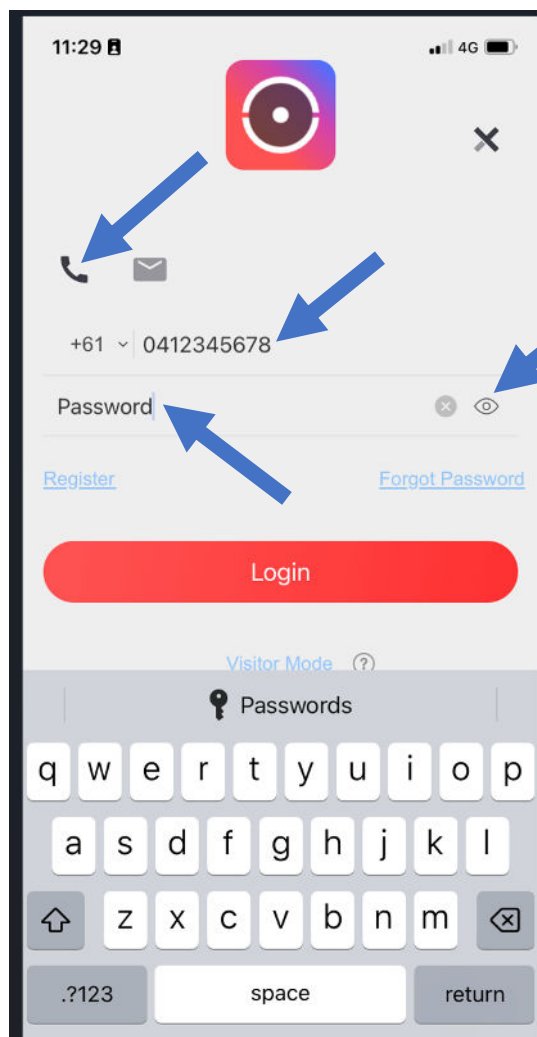 11:29 4G
+61 0412345678
Password
Register Forgot Password
Login
Visitor Mode ?
Passwords
q w e r t y u i o p
a s d f g h j k l
z x c v b n m
.?123 space return